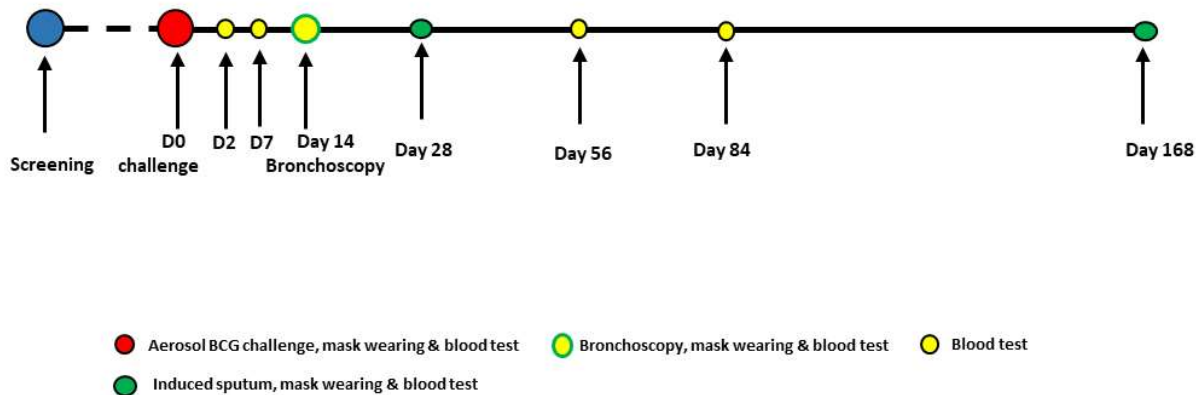 Screening
D0
challenge
D2
D7
Day 14
Bronchoscopy
Day 28
Day 56
Day 84
Day 168
Aerosol BCG challenge, mask wearing & blood test
Bronchoscopy, mask wearing & blood test
Blood test
Induced sputum, mask wearing & blood test